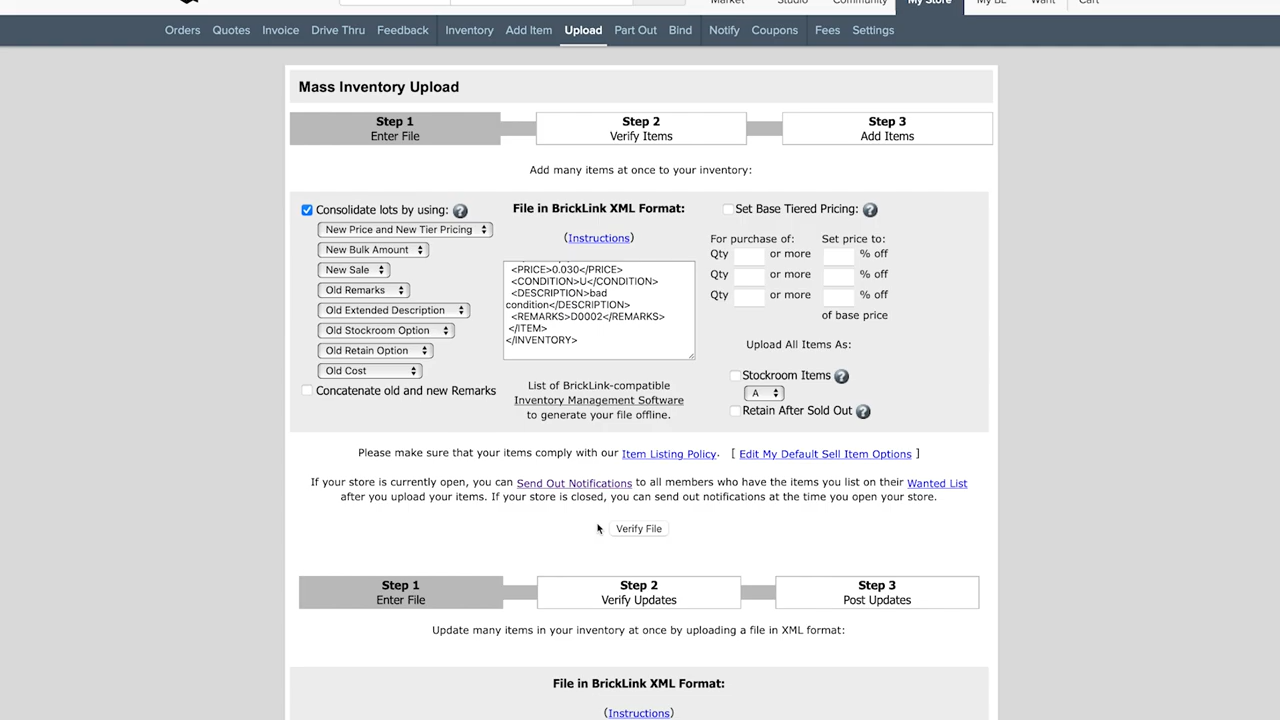 Market Studio Community My Store My BL Want Cart
Orders Quotes Invoice Drive Thru Feedback Inventory Add Item Upload Part Out Bind Notify Coupons Fees Settings
Mass Inventory Upload
Step 1
Enter File
Step 2
Verify Items
Step 3
Add Items
Add many items at once to your inventory:
Consolidate lots by using:
New Price and New Tier Pricing
New Bulk Amount
New Sale
Old Remarks
Old Extended Description
Old Stockroom Option
Old Retain Option
Old Cost
Concatenate old and new Remarks
File in BrickLink XML Format:
(Instructions)
<PRICE>0.030</PRICE>
<CONDITION>U</CONDITION>
<DESCRIPTION>bad
condition</DESCRIPTION>
<REMARKS>D0002</REMARKS>
</ITEM>
</INVENTORY>
List of BrickLink-compatible
Inventory Management Software
to generate your file offline.
Set Base Tiered Pricing:
For purchase of: Set price to:
Qty or more % off
Qty or more % off
Qty or more % off
of base price
Upload All Items As:
Stockroom Items
A
Retain After Sold Out
Please make sure that your items comply with our Item Listing Policy. [ Edit My Default Sell Item Options ]
If your store is currently open, you can Send Out Notifications to all members who have the items you list on their Wanted List
after you upload your items. If your store is closed, you can send out notifications at the time you open your store.
Verify File
Step 1
Enter File
Step 2
Verify Updates
Step 3
Post Updates
Update many items in your inventory at once by uploading a file in XML format:
File in BrickLink XML Format:
(Instructions)